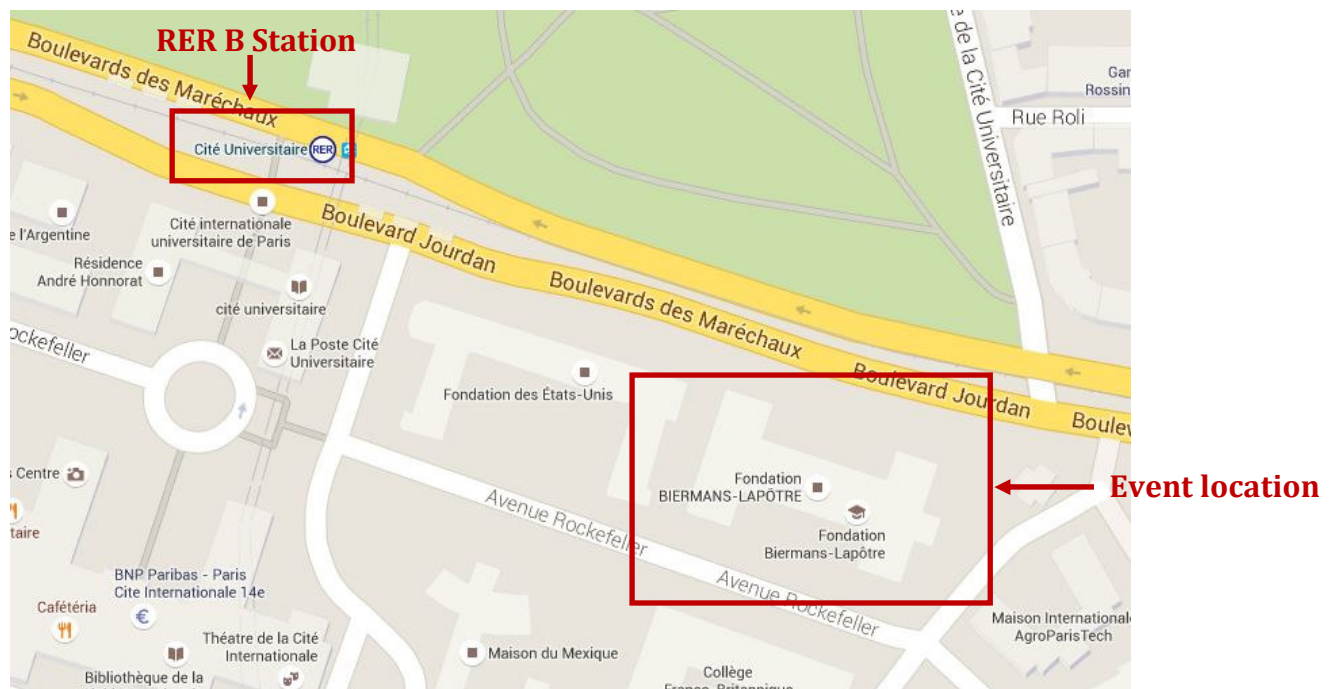 RER B Station
Boulevards des Maréchaux
Cité Universitaire RER
Boulevard Jourdan
Boulevards des Maréchaux
Boulevard Jourdan
de la Cité Universitaire
Rue Roli
Cité internationale
universitaire de Paris
e l'Argentine
Résidence
André Honnorat
cité universitaire
La Poste Cité
Universitaire
ockefeller
Fondation des États-Unis
Fondation
BIERMANS-LAPÔTRE
Fondation
Biermans-Lapôtre
Event location
Avenue Rockefeller
Avenue Rockefeller
Centre
taire
BNP Paribas - Paris
Cite Internationale 14e
€
Cafétéria
Théatre de la Cité
Internationale
Bibliothèque de la
Maison du Mexique
Collège
Maison International
AgroParisTech